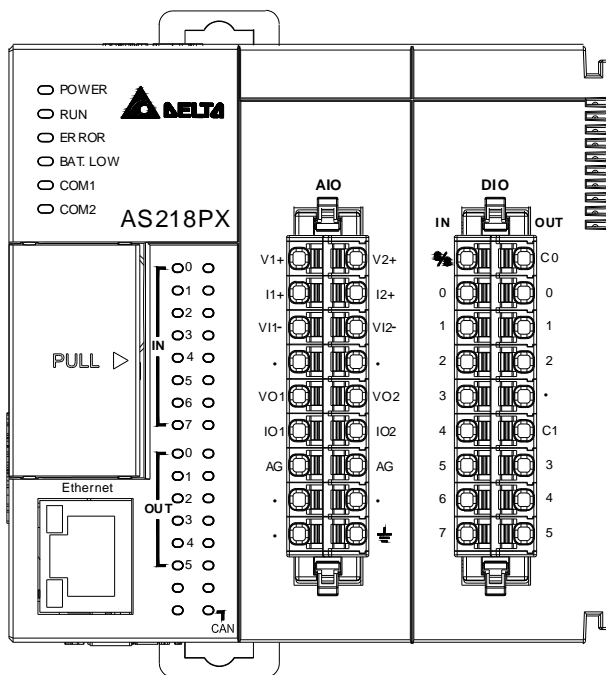 POWER
RUN
ERROR
BAT. LOW
COM1
COM2
DELTA
AS218PX
PULL
Ethernet
IN
0
1
2
3
4
5
6
7
OUT
0
1
2
3
4
5
CAN
AIO
V1+ V2+
I1+ I2+
VI1- VI2-
• •
VO1 VO2
IO1 IO2
AG AG
• •
•
DIO
IN OUT
S/S C0
0 0
1 1
2 2
3 •
4 C1
5 3
6 4
7 5